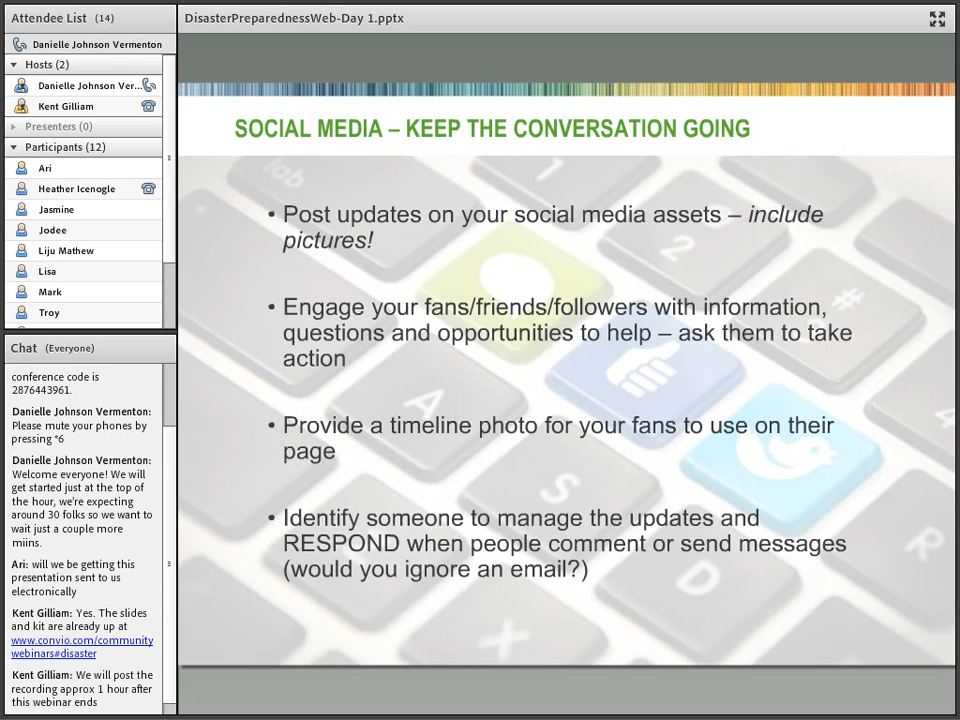 Attendee List (14)
Danielle Johnson Vermenton
Hosts (2)
Danielle Johnson Ver...
Kent Gilliam
Presenters (0)
Participants (12)
Ari
Heather Icenogle
Jasmine
Jodee
Liju Mathew
Lisa
Mark
Troy
Chat (Everyone)
conference code is
2876443961.
Danielle Johnson Vermenton:
Please mute your phones by
pressing *6
Danielle Johnson Vermenton:
Welcome everyone! We will
get started just at the top of
the hour, we're expecting
around 30 folks so we want to
wait just a couple more
miins.
Ari: will we be getting this
presentation sent to us
electronically
Kent Gilliam: Yes. The slides
and kit are already up at
www.convio.com/community
webinars#disaster
Kent Gilliam: We will post the
recording approx 1 hour after
this webinar ends
DisasterPreparednessWeb-Day 1.pptx
SOCIAL MEDIA – KEEP THE CONVERSATION GOING
• Post updates on your social media assets – include
pictures!
• Engage your fans/friends/followers with information,
questions and opportunities to help – ask them to take
action
• Provide a timeline photo for your fans to use on their
page
• Identify someone to manage the updates and
RESPOND when people comment or send messages
(would you ignore an email?)
tab
1
2
#
4
A
S
D
R
X